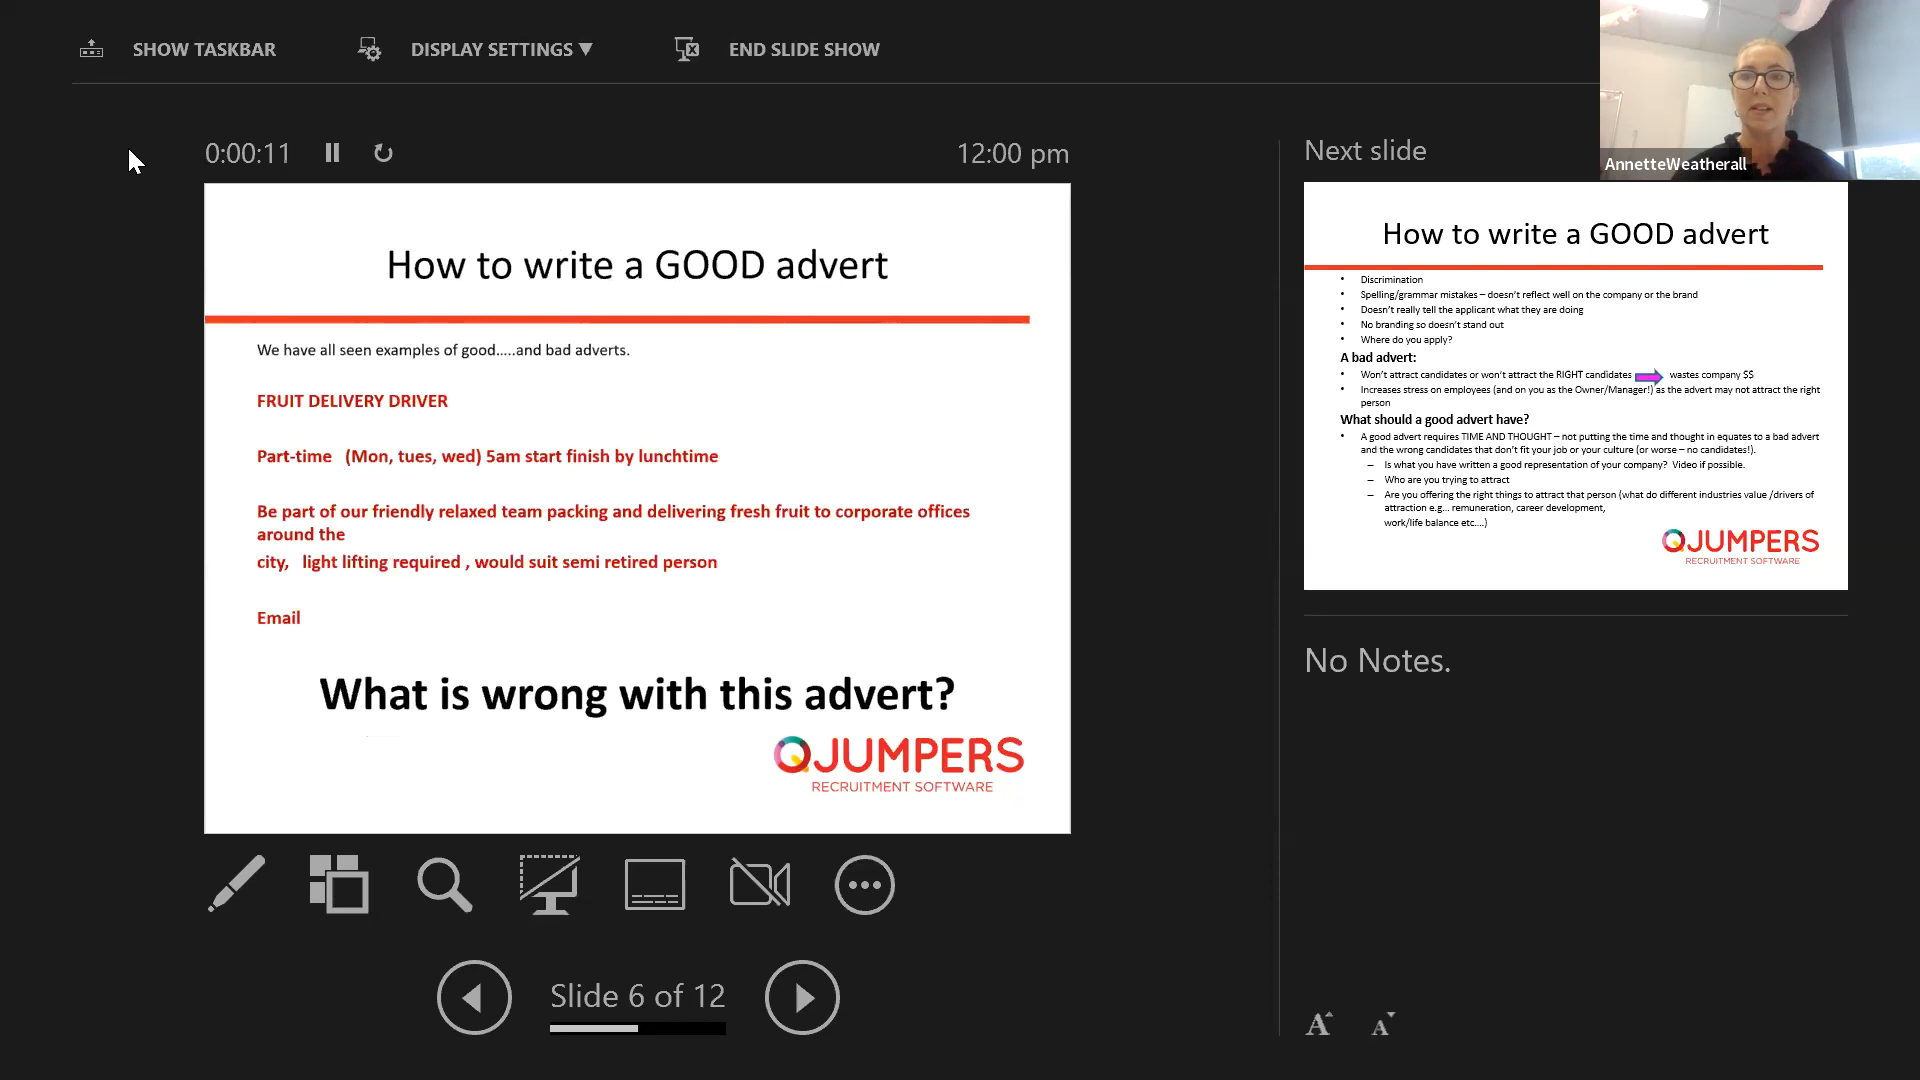 SHOW TASKBAR
DISPLAY SETTINGS ▼
END SLIDE SHOW
AnnetteWeatherall
0:00:11
12:00 pm
How to write a GOOD advert
We have all seen examples of good.....and bad adverts.
FRUIT DELIVERY DRIVER
Part-time (Mon, tues, wed) 5am start finish by lunchtime
Be part of our friendly relaxed team packing and delivering fresh fruit to corporate offices
around the
city, light lifting required , would suit semi retired person
Email
What is wrong with this advert?
QJUMPERS
RECRUITMENT SOFTWARE
Slide 6 of 12
Next slide
How to write a GOOD advert
• Discrimination
• Spelling/grammar mistakes – doesn't reflect well on the company or the brand
• Doesn't really tell the applicant what they are doing
• No branding so doesn't stand out
• Where do you apply?
A bad advert:
• Won't attract candidates or won't attract the RIGHT candidates wastes company $$
• Increases stress on employees (and on you as the Owner/Manager!) as the advert may not attract the right
person
What should a good advert have?
• A good advert requires TIME AND THOUGHT – not putting the time and thought in equates to a bad advert
and the wrong candidates that don't fit your job or your culture (or worse – no candidates!).
– Is what you have written a good representation of your company? Video if possible.
– Who are you trying to attract
– Are you offering the right things to attract that person (what do different industries value /drivers of
attraction e.g... remuneration, career development,
work/life balance etc....)
QJUMPERS
RECRUITMENT SOFTWARE
No Notes.
A A